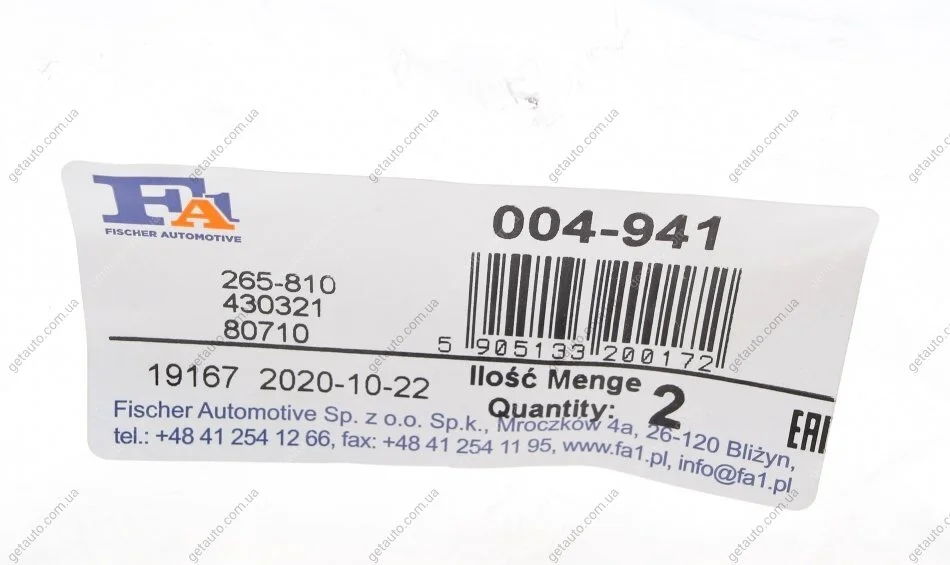 FA1
FISCHER AUTOMOTIVE
004-941
265-810
430321
80710
5 905133 200172
19167 2020-10-22
Ilość Menge
Quantity: 2
EAC
Fischer Automotive Sp. z o.o. Sp.k., Mroczków 4a, 26-120 Bliżyn,
tel.: +48 41 254 12 66, fax: +48 41 254 11 95, www.fa1.pl, info@fa1.pl
getauto.com.ua